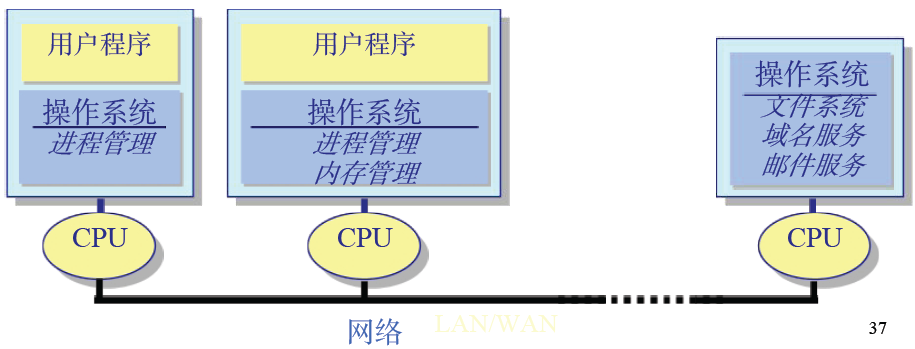 用户程序
操作系统
进程管理
CPU
用户程序
操作系统
进程管理
内存管理
CPU
操作系统
文件系统
域名服务
邮件服务
CPU
网络 LAN/WAN
37